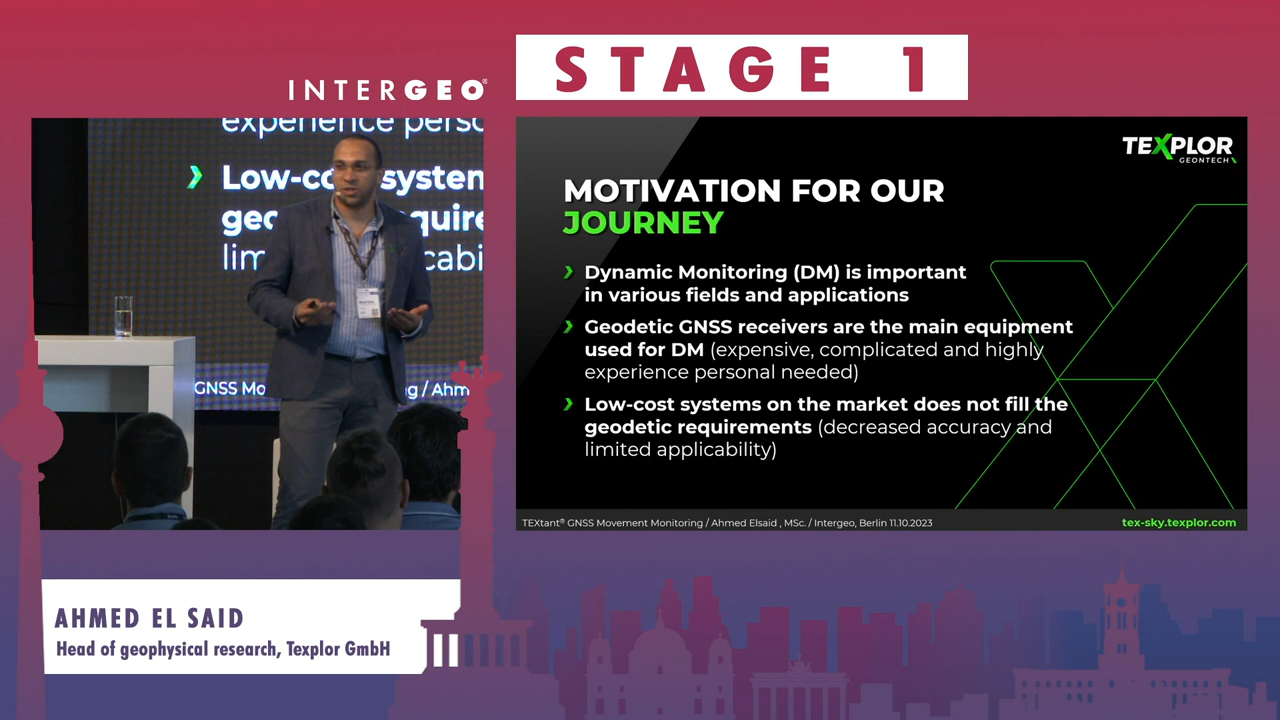 STAGE 1
INTERGEO®
experience perso
Low-co system
geo quire
lim cabi
GNSS Mo g / Ahm
TEXPLOR
GEONTECH
MOTIVATION FOR OUR
JOURNEY
Dynamic Monitoring (DM) is important
in various fields and applications
Geodetic GNSS receivers are the main equipment
used for DM (expensive, complicated and highly
experience personal needed)
Low-cost systems on the market does not fill the
geodetic requirements (decreased accuracy and
limited applicability)
TEXtant® GNSS Movement Monitoring / Ahmed Elsaid , MSc. / Intergeo, Berlin 11.10.2023
tex-sky.texplor.com
AHMED EL SAID
Head of geophysical research, Texplor GmbH